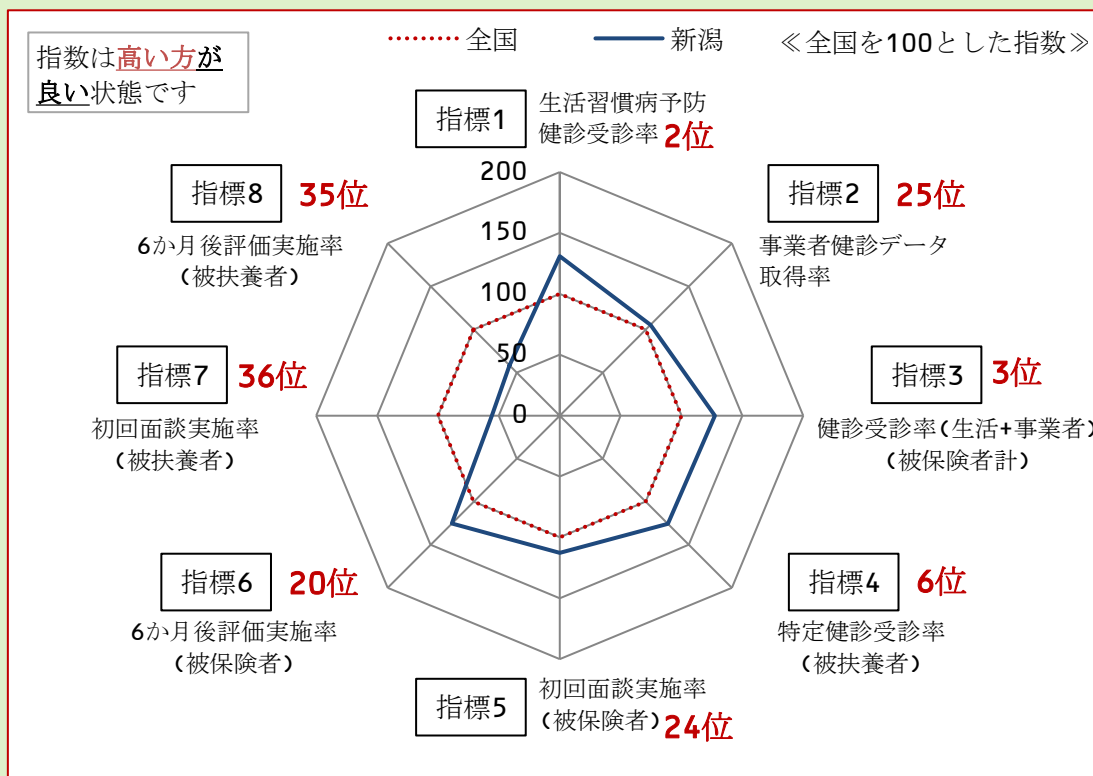 指数は高い方が
良い状態です
全国
新潟
≪全国を100とした指数≫
指標1
生活習慣病予防
健診受診率 2位
指標2
25位
事業者健診データ
取得率
指標3
3位
健診受診率(生活+事業者)
(被保険者計)
指標4
6位
特定健診受診率
(被扶養者)
指標5
初回面談実施率
(被保険者) 24位
指標6
20位
6か月後評価実施率
(被保険者)
指標7
36位
初回面談実施率
(被扶養者)
指標8
35位
6か月後評価実施率
(被扶養者)
200
150
100
50
0